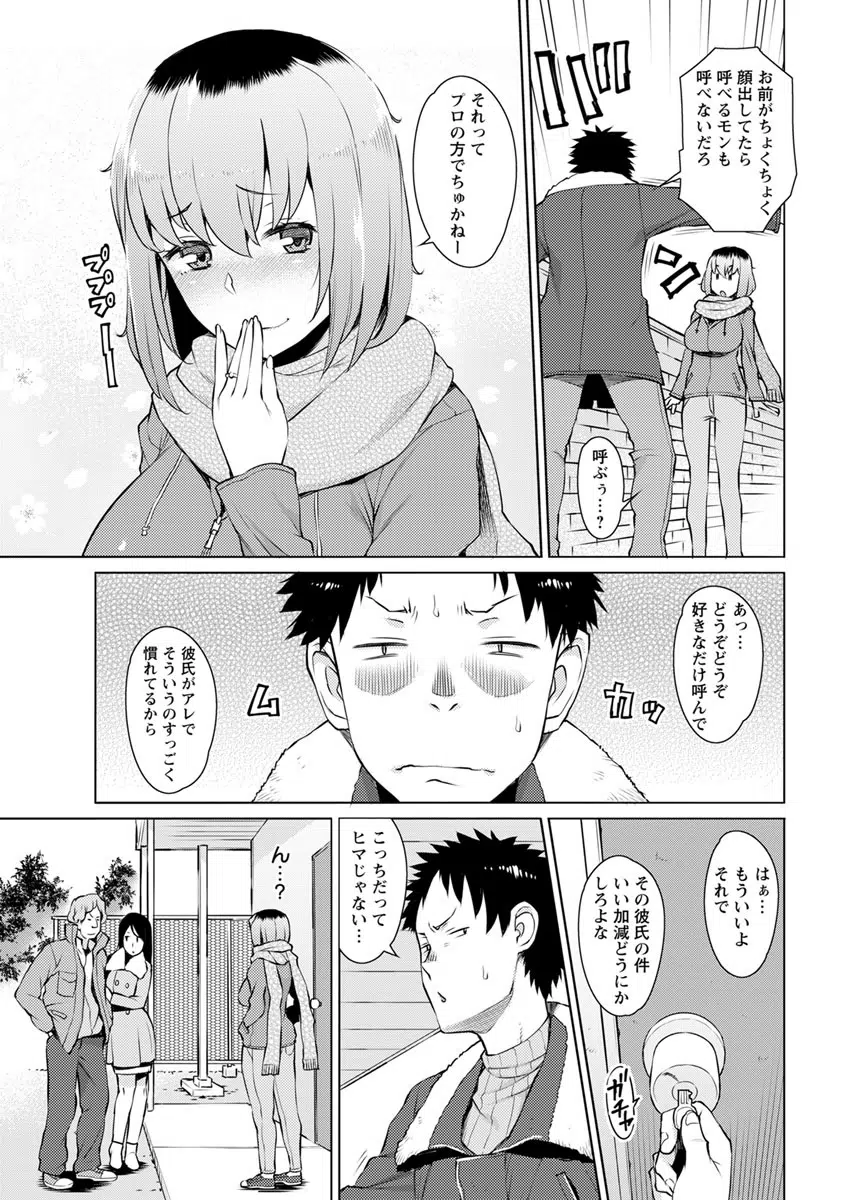 お前がちょくちょく
顔出してたら
呼べるモンも
呼べないだろ
呼ぶぅ…?
それって
プロの方でちゅかねー
プププー
あっ…
どうぞどうぞ
好きなだけ呼んで
カッ
ム
彼氏がアレで
そういうのすっごく
慣れてるから
はぁ…
もういいよ
それで
その彼氏の件
いい加減どうにか
しろよな
ガチャ
こっちだって
ヒマじゃない…
ん…?